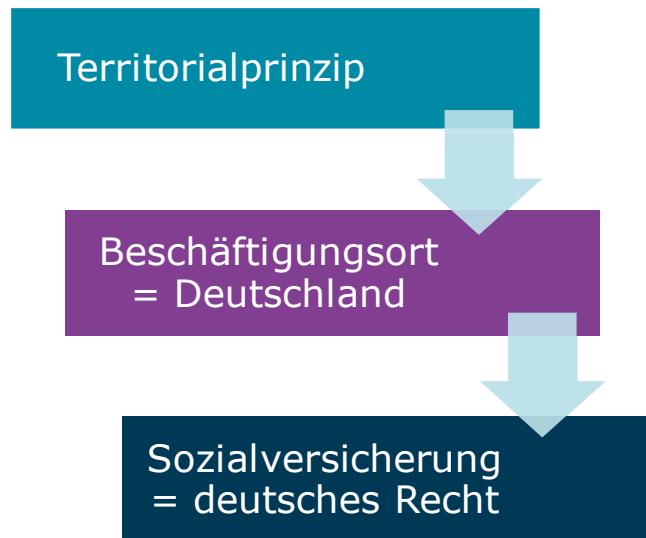 Territorialprinzip
Beschäftigungsort
= Deutschland
Sozialversicherung
= deutsches Recht